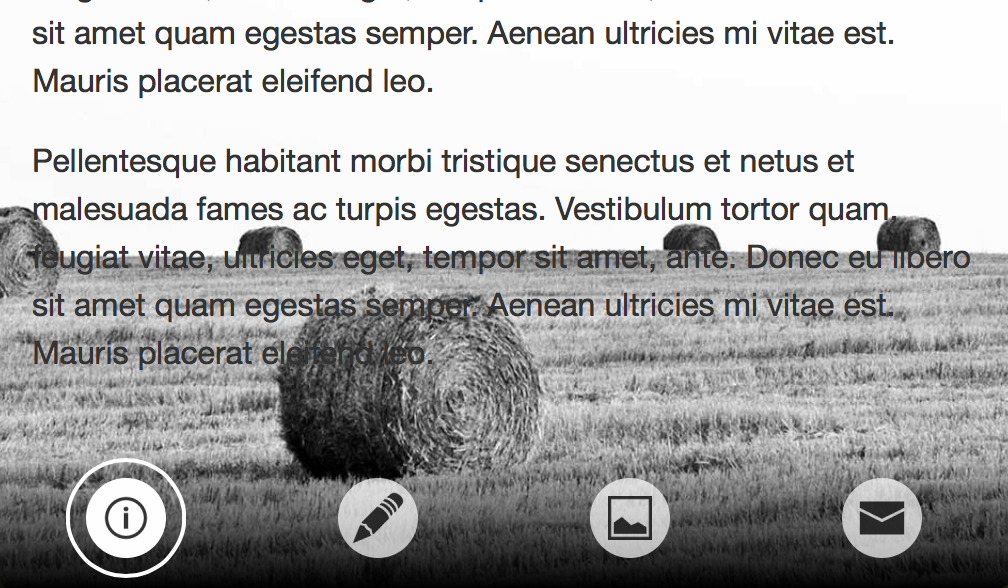 sit amet quam egestas semper. Aenean ultricies mi vitae est.
Mauris placerat eleifend leo.
Pellentesque habitant morbi tristique senectus et netus et
malesuada fames ac turpis egestas. Vestibulum tortor quam,
feugiat vitae, ultricies eget, tempor sit amet, ante. Donec eu libero
sit amet quam egestas semper. Aenean ultricies mi vitae est.
Mauris placerat eleifend leo.